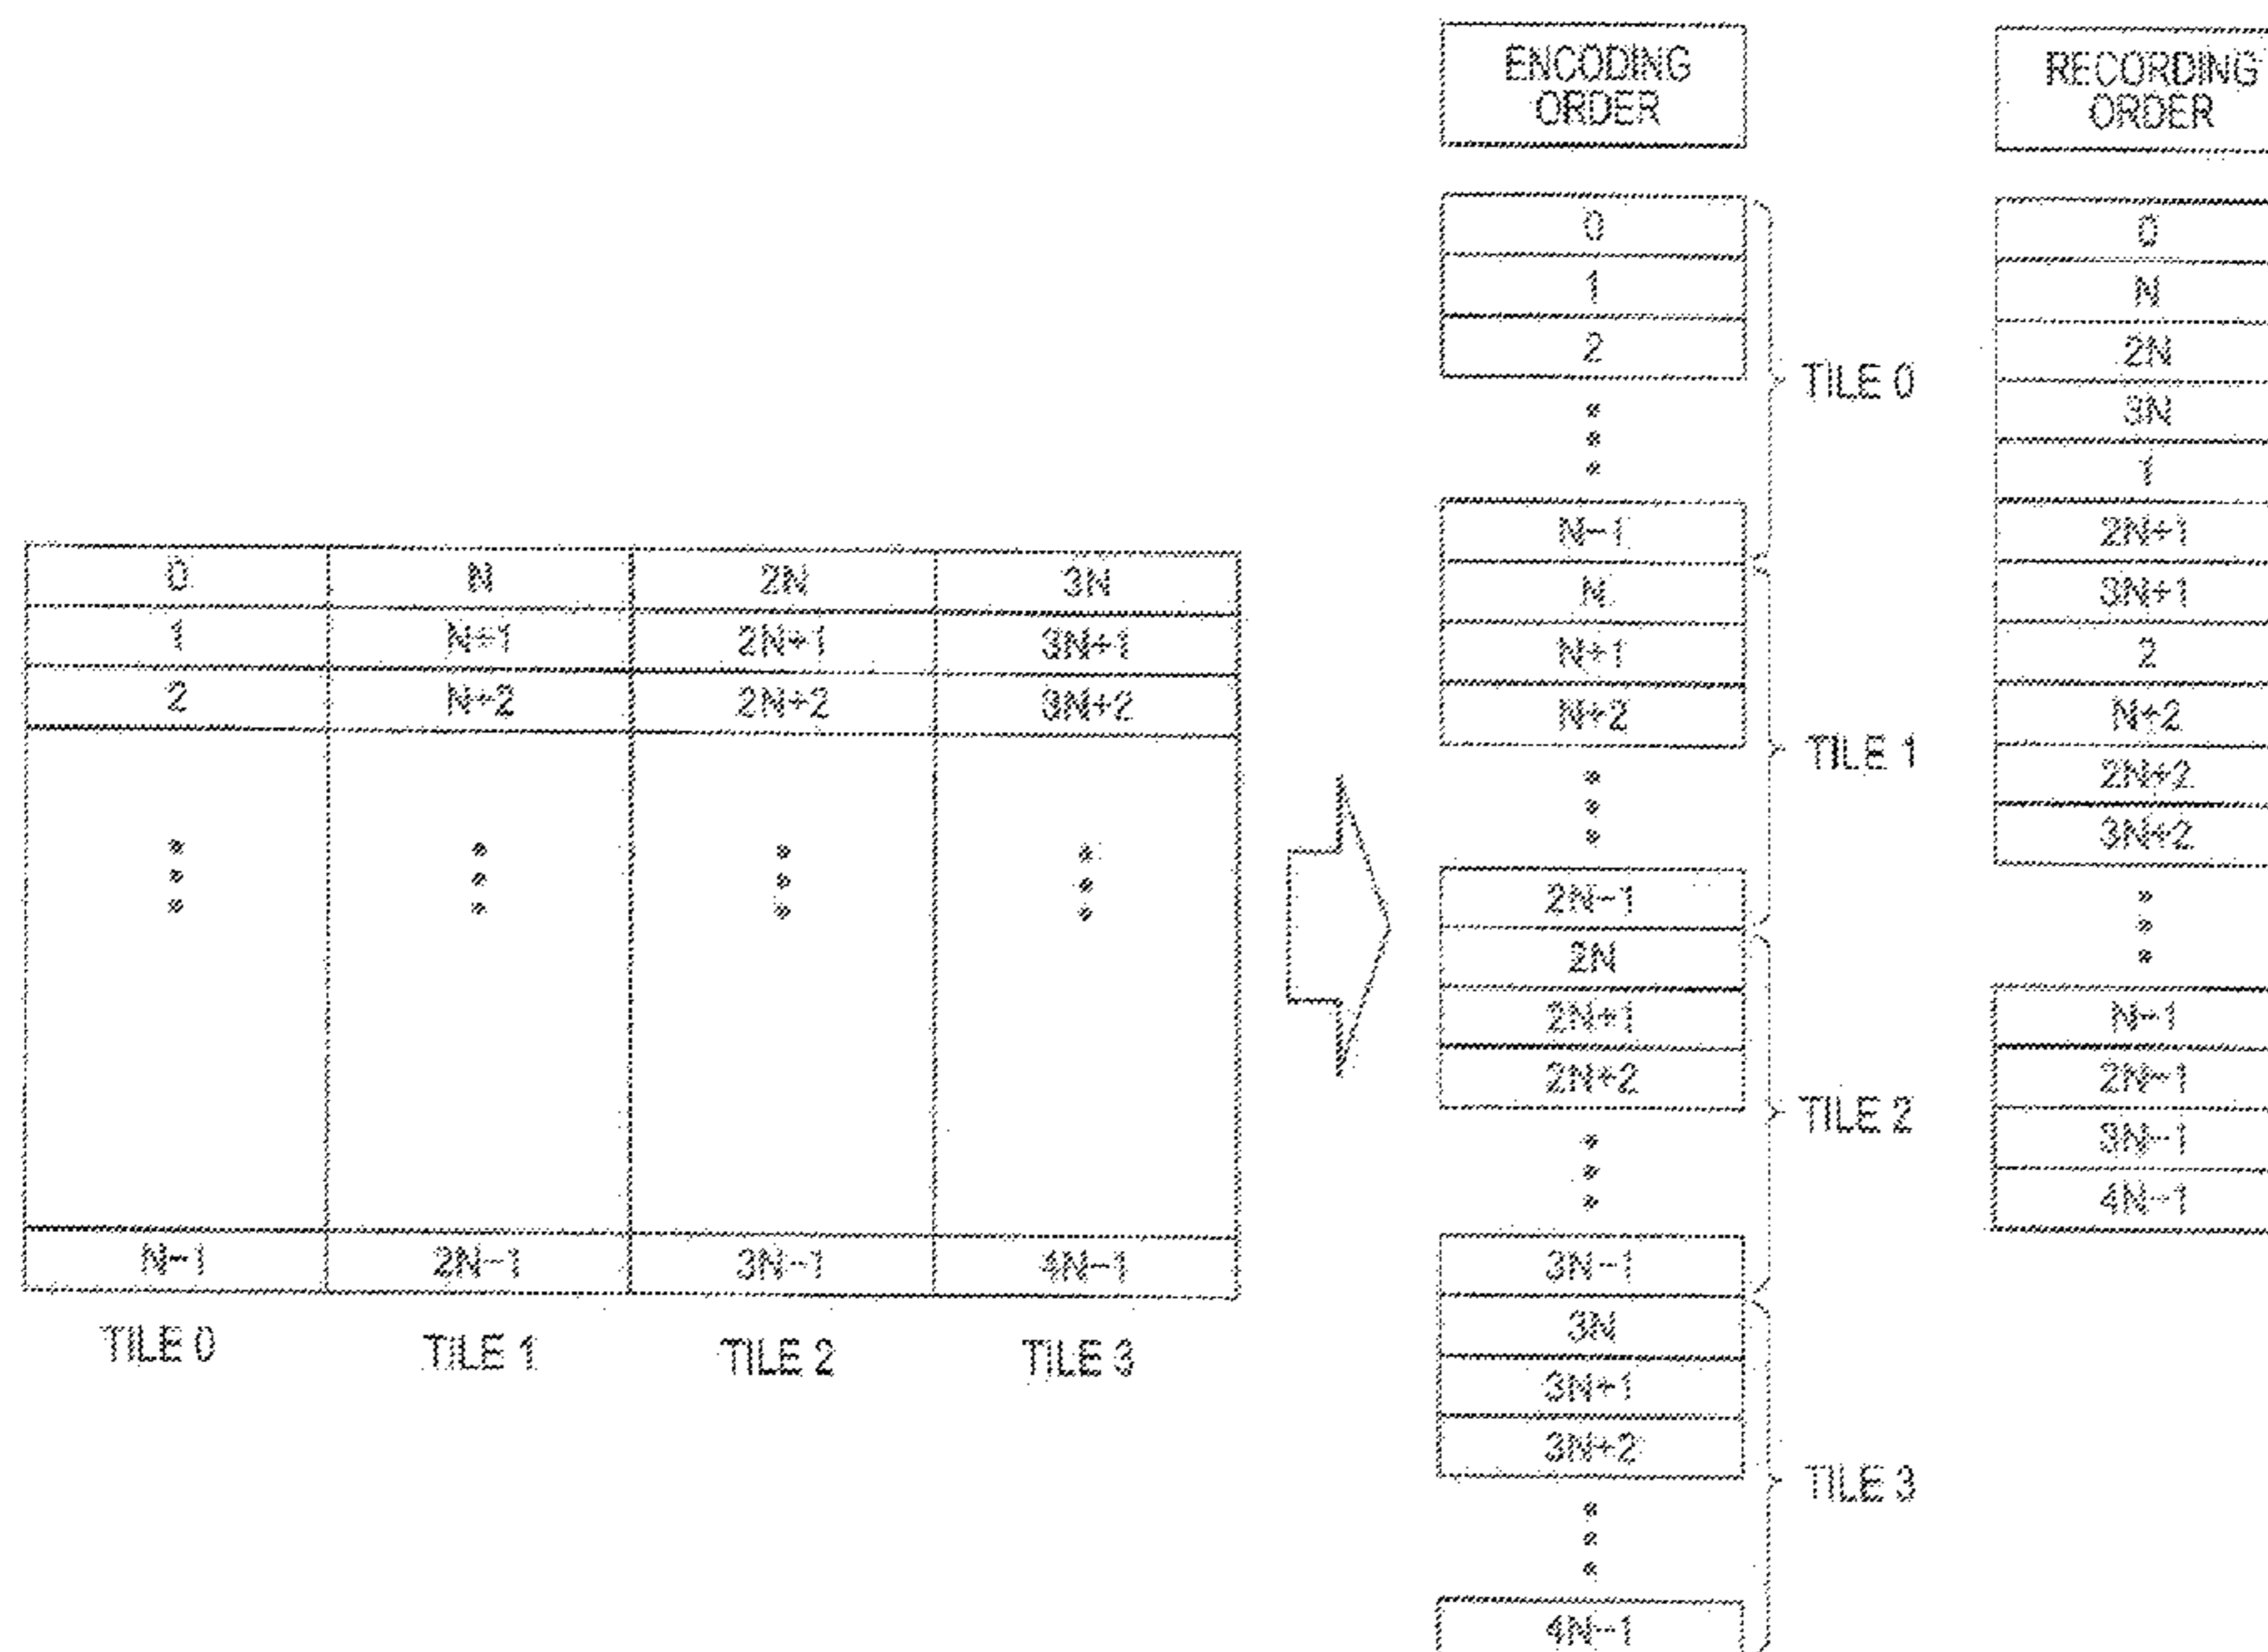 0 N 2N 3N
1 N+1 2N+1 3N+1
2 N+2 2N+2 3N+2
N-1 2N-1 3N-1 4N-1
TILE 0 TILE 1 TILE 2 TILE 3
ENCODING
ORDER
0
1
2
N-1
N
N+1
N+2
2N-1
2N
2N+1
2N+2
3N-1
3N
3N+1
3N+2
4N-1
TILE 0
TILE 1
TILE 2
TILE 3
RECORDING
ORDER
0
N
2N
3N
1
2N+1
3N+1
2
N+2
2N+2
3N+2
N-1
2N-1
3N-1
4N-1